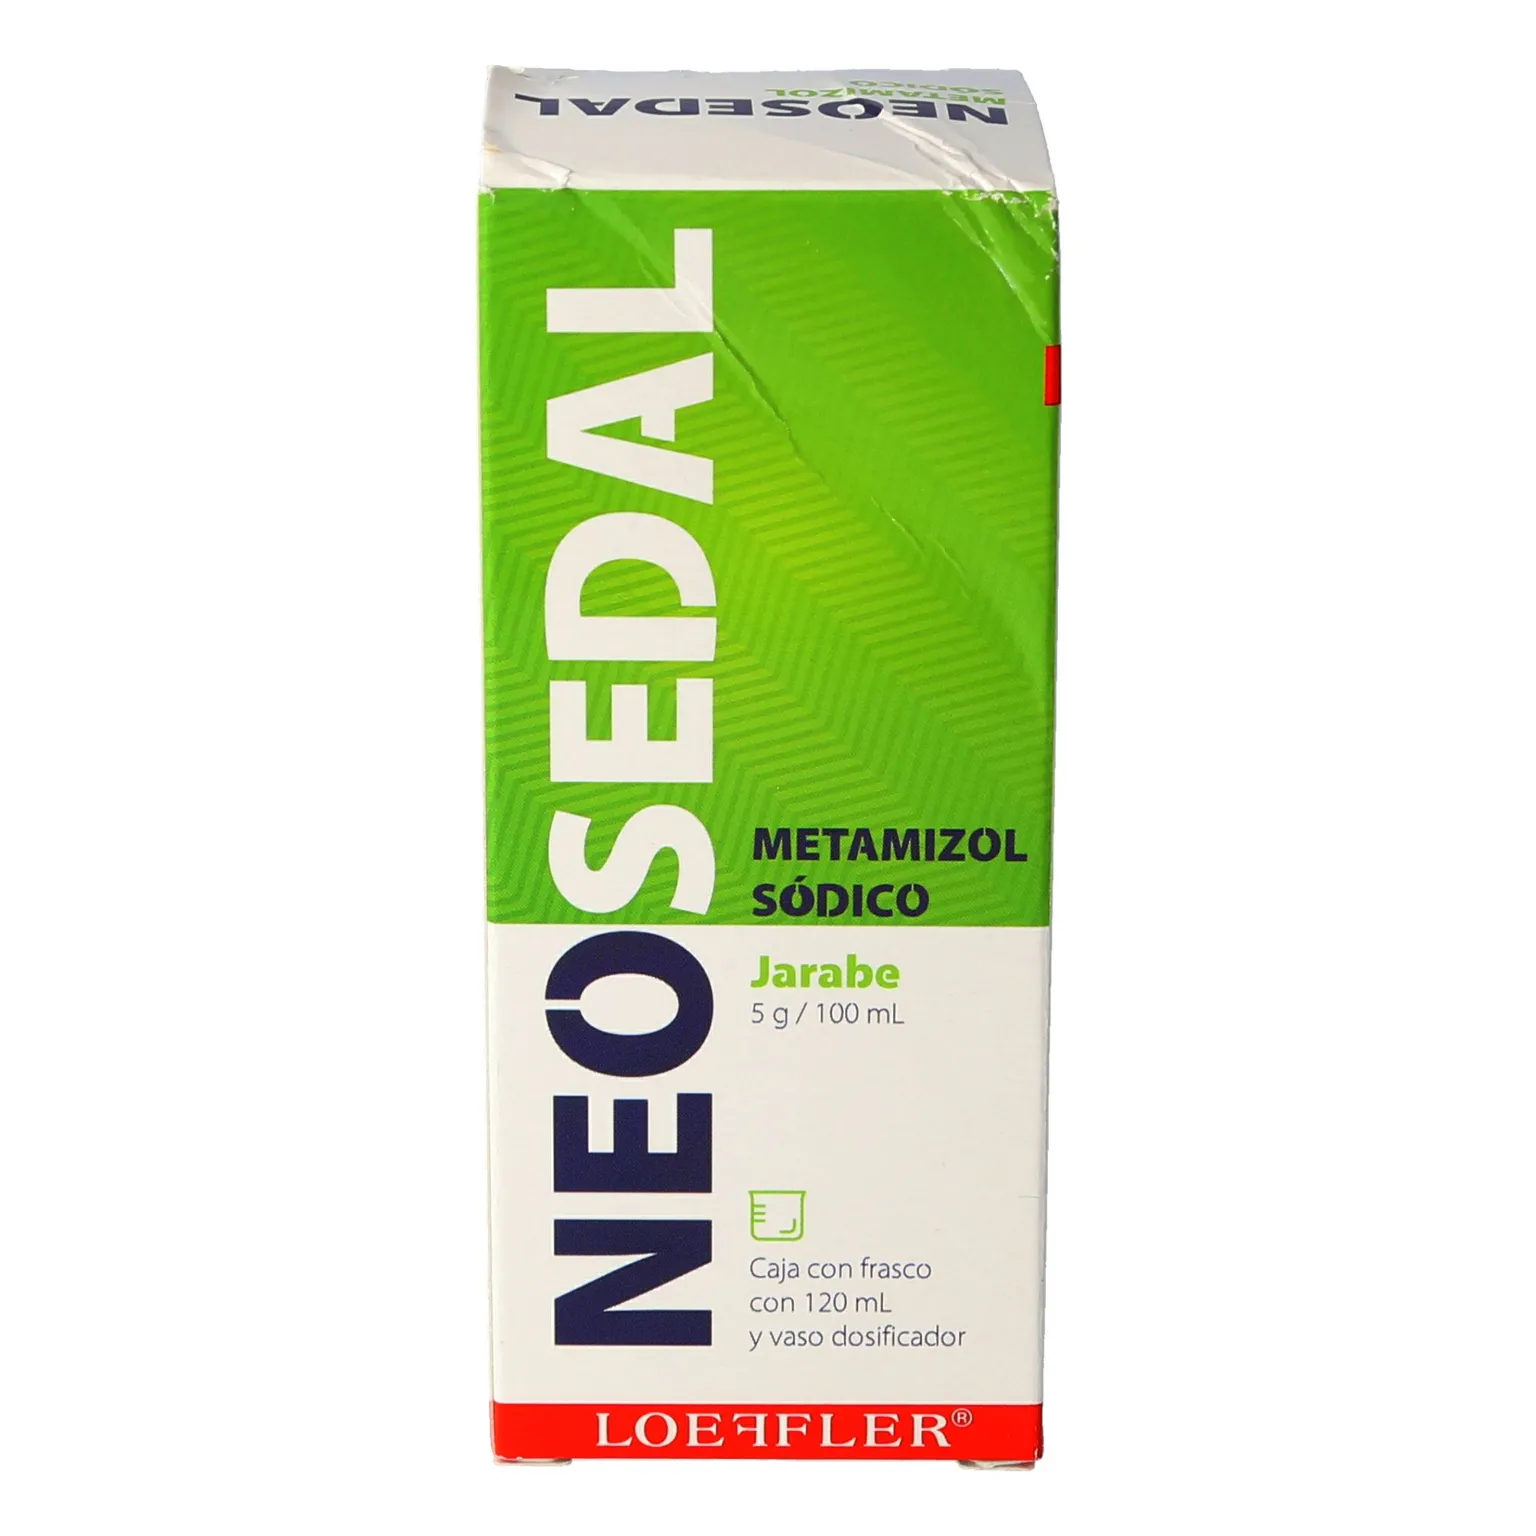 NEOSEDAL
METAMIZOL
SÓDICO
NEOSEDAL
METAMIZOL
SÓDICO
Jarabe
5 g / 100 mL
Caja con frasco
con 120 mL
y vaso dosificador
LOEFFLER®